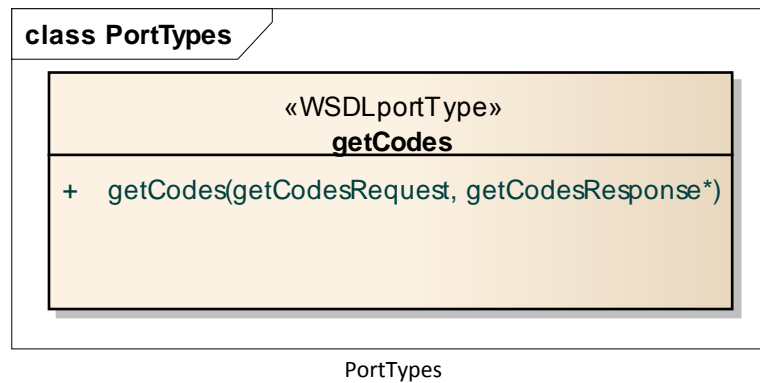 class PortTypes
«WSDLportType»
getCodes
+ getCodes(getCodesRequest, getCodesResponse*)
PortTypes